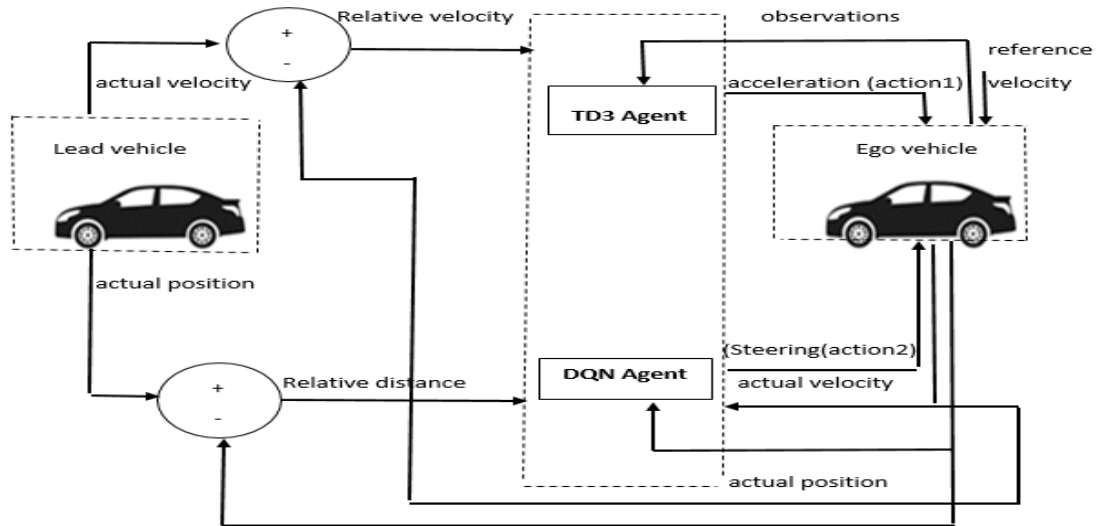 Relative velocity
observations
+
-
reference
actual velocity
acceleration (action1)
velocity
TD3 Agent
Lead vehicle
Ego vehicle
actual position
(Steering(action2)
DQN Agent
Relative distance
actual velocity
+
-
actual position